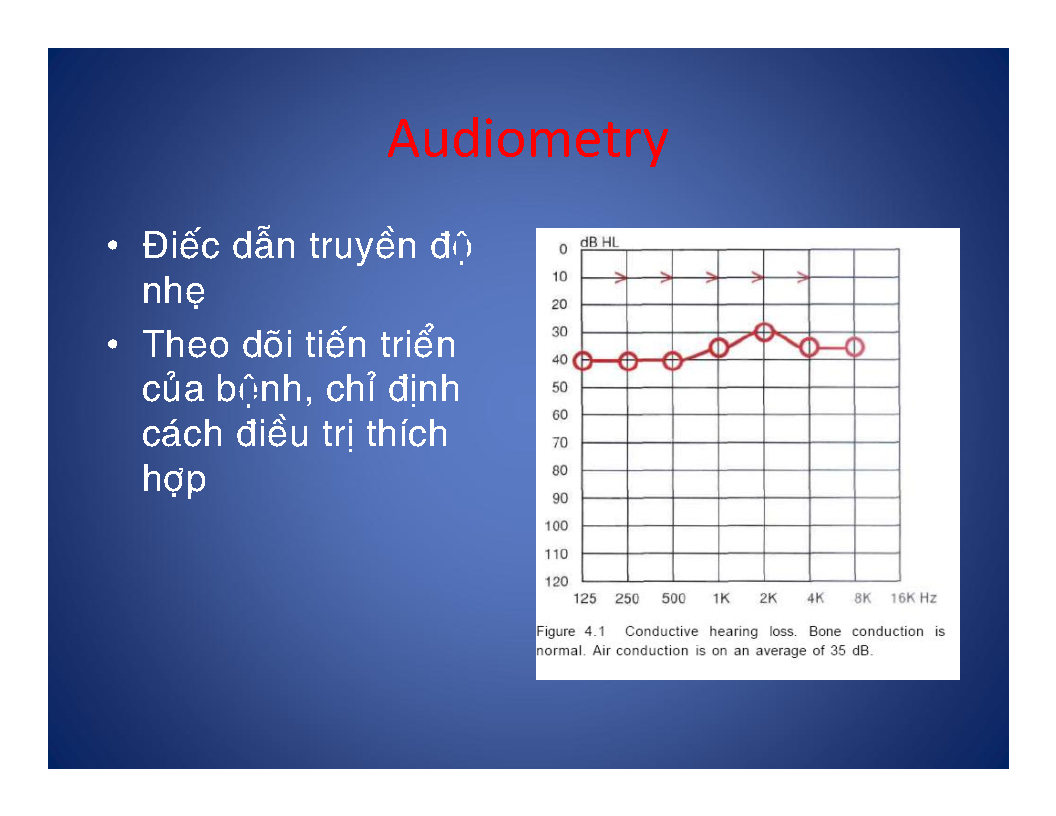 Audiometry
• Điếc dẫn truyền độ
nhẹ
• Theo dõi tiến triển
của bệnh, chỉ định
cách điều trị thích
hợp
dB HL
0
10
20
30
40
50
60
70
80
90
100
110
120
125 250 500 1K 2K 4K 8K 16K Hz
Figure 4.1 Conductive hearing loss. Bone conduction is
normal. Air conduction is on an average of 35 dB.